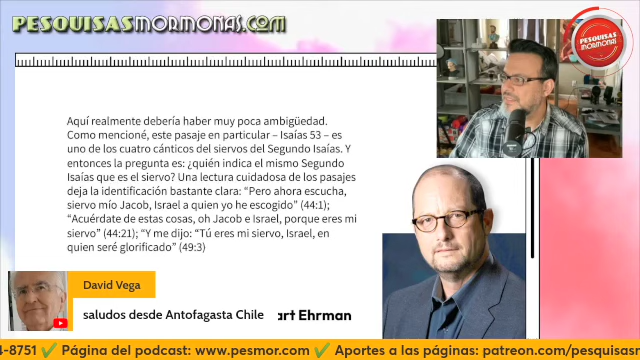 PESQUISASMORMONAS.COM
PESQUISAS
MORMONAS
Aquí realmente debería haber muy poca ambigüedad.
Como mencioné, este pasaje en particular – Isaías 53 – es
uno de los cuatro cánticos del siervos del Segundo Isaías. Y
entonces la pregunta es: ¿quién indica el mismo Segundo
Isaías que es el siervo? Una lectura cuidadosa de los pasajes
deja la identificación bastante clara: “Pero ahora escucha,
siervo mío Jacob, Israel a quien yo he escogido” (44:1);
“Acuérdate de estas cosas, oh Jacob e Israel, porque eres mi
siervo” (44:21); “Y me dijo: “Tú eres mi siervo, Israel, en
quien seré glorificado” (49:3)
David Vega
saludos desde Antofagasta Chile
art Ehrman
4-8751 ✔ Página del podcast: www.pesmor.com ✔ Aportes a las páginas: patreon.com/pesquisas